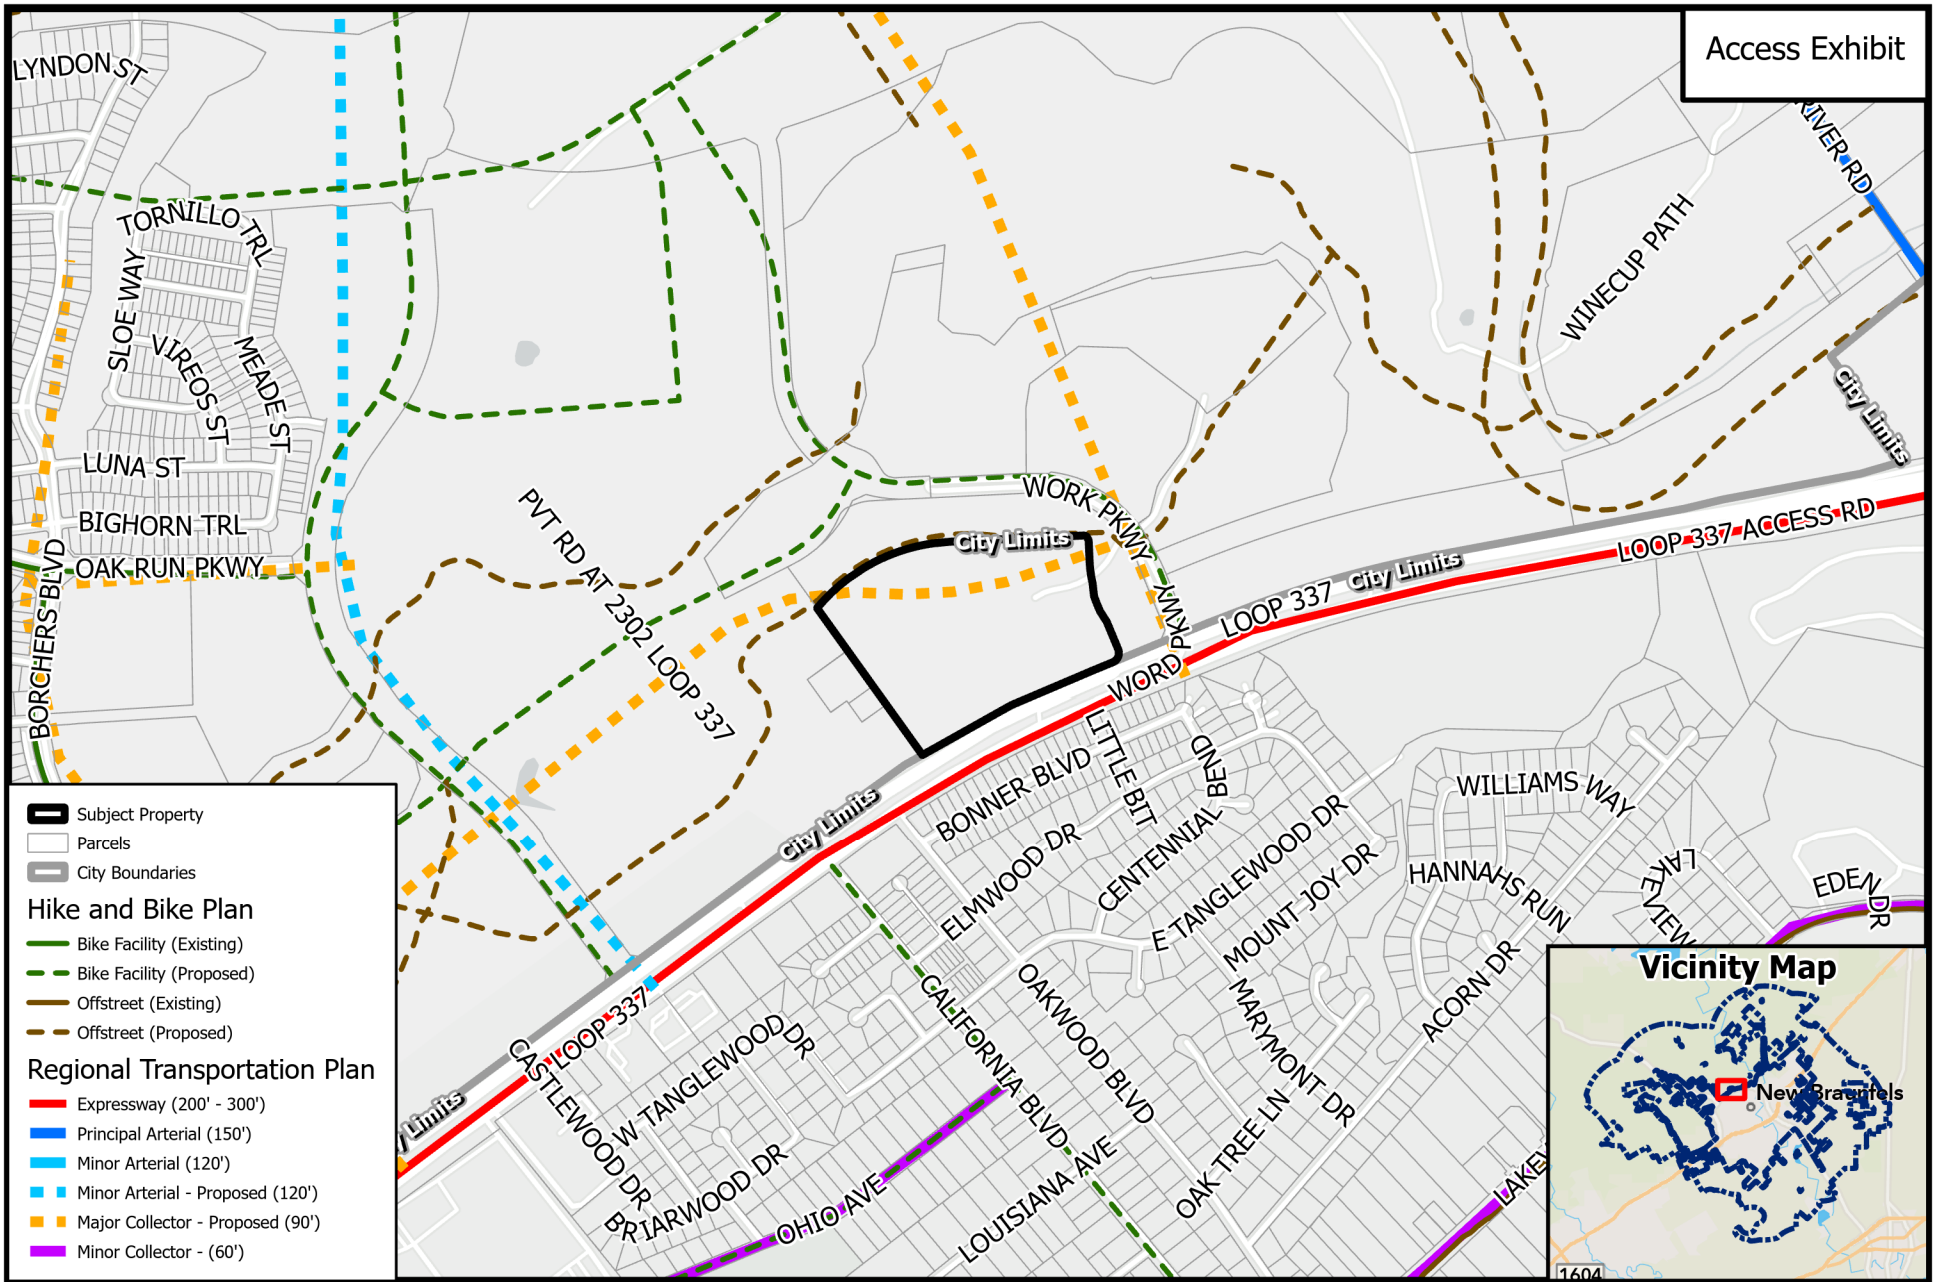 Access Exhibit
LYNDON ST
RIVER RD
TORNILLO TRL
SLOE WAY
VIREOS ST
MEADE ST
WINECUP PATH
City Limits
LUNA ST
BIGHORN TRL
OAK RUN PKWY
BORCHERS BLVD
PVT RD AT 2302 LOOP 337
WORK PKWY
City Limits
LOOP 337 ACCESS RD
City Limits
LOOP 337
WORD PKWY
City Limits
BONNER BLVD
LITTLE BIT
CENTENNIAL BEND
ELMWOOD DR
E TANGLEWOOD DR
MOUNT JOY DR
WILLIAMS WAY
HANNAHS RUN
LAKEVIEW
EDEN DR
ACORN DR
MARYMONT DR
OAKWOOD BLVD
CALIFORNIA BLVD
LOOP 337
CASTLEWOOD DR
W TANGLEWOOD DR
BRIARWOOD DR
OHIO AVE
LOUISIANA AVE
OAK TREE LN
LAKEV
y Limits
Subject Property
Parcels
City Boundaries
Hike and Bike Plan
Bike Facility (Existing)
Bike Facility (Proposed)
Offstreet (Existing)
Offstreet (Proposed)
Regional Transportation Plan
Expressway (200' - 300')
Principal Arterial (150')
Minor Arterial (120')
Minor Arterial - Proposed (120')
Major Collector - Proposed (90')
Minor Collector - (60')
Vicinity Map
New Braunfels
1604